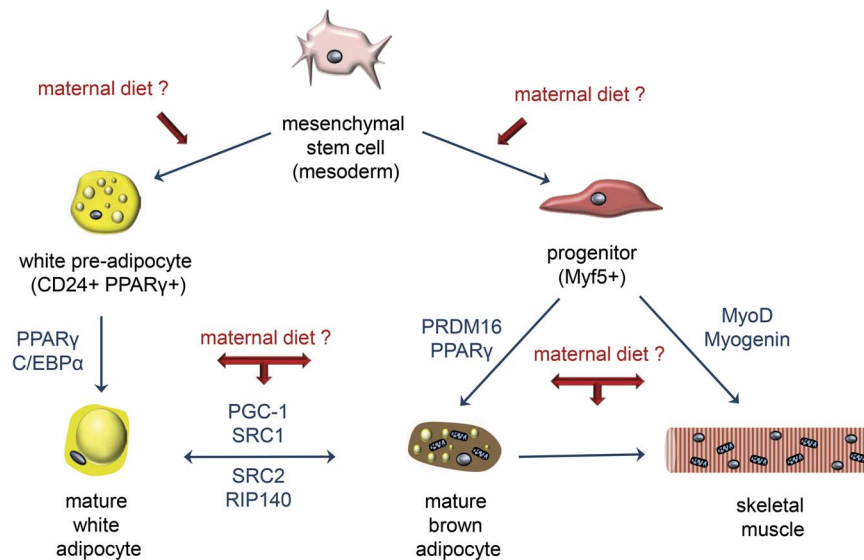 maternal diet ?
maternal diet ?
mesenchymal
stem cell
(mesoderm)
white pre-adipocyte
(CD24+ PPARγ+)
progenitor
(Myf5+)
PPARγ
C/EBPα
maternal diet ?
PRDM16
PPARγ
MyoD
Myogenin
maternal diet ?
PGC-1
SRC1
SRC2
RIP140
mature
white
adipocyte
mature
brown
adipocyte
skeletal
muscle